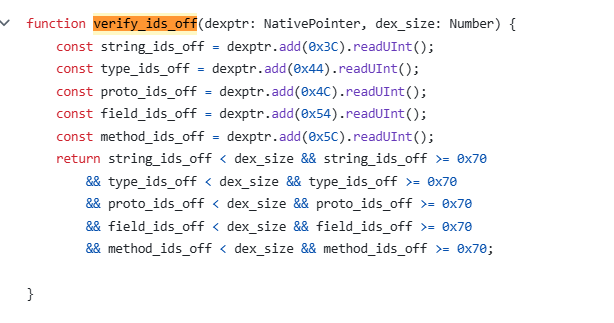 function verify_ids_off(dexptr: NativePointer, dex_size: Number) {
    const string_ids_off = dexptr.add(0x3C).readUInt();
    const type_ids_off = dexptr.add(0x44).readUInt();
    const proto_ids_off = dexptr.add(0x4C).readUInt();
    const field_ids_off = dexptr.add(0x54).readUInt();
    const method_ids_off = dexptr.add(0x5C).readUInt();
    return string_ids_off < dex_size && string_ids_off >= 0x70
        && type_ids_off < dex_size && type_ids_off >= 0x70
        && proto_ids_off < dex_size && proto_ids_off >= 0x70
        && field_ids_off < dex_size && field_ids_off >= 0x70
        && method_ids_off < dex_size && method_ids_off >= 0x70;
}